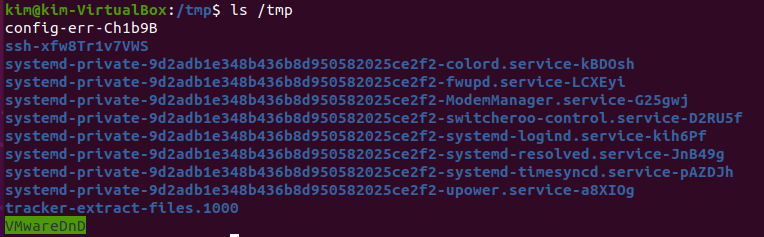 kim@kim-VirtualBox:/tmp$ ls /tmp
config-err-Ch1b9B
ssh-xfw8Tr1v7VWS
systemd-private-9d2adb1e348b436b8d950582025ce2f2-colord.service-kBDOsh
systemd-private-9d2adb1e348b436b8d950582025ce2f2-fwupd.service-LCXEyi
systemd-private-9d2adb1e348b436b8d950582025ce2f2-ModemManager.service-G25gwj
systemd-private-9d2adb1e348b436b8d950582025ce2f2-switcheroo-control.service-D2RU5f
systemd-private-9d2adb1e348b436b8d950582025ce2f2-systemd-logind.service-kih6Pf
systemd-private-9d2adb1e348b436b8d950582025ce2f2-systemd-resolved.service-JnB49g
systemd-private-9d2adb1e348b436b8d950582025ce2f2-systemd-timesyncd.service-pAZDJh
systemd-private-9d2adb1e348b436b8d950582025ce2f2-upower.service-a8XIOg
tracker-extract-files.1000
VMwareDnD